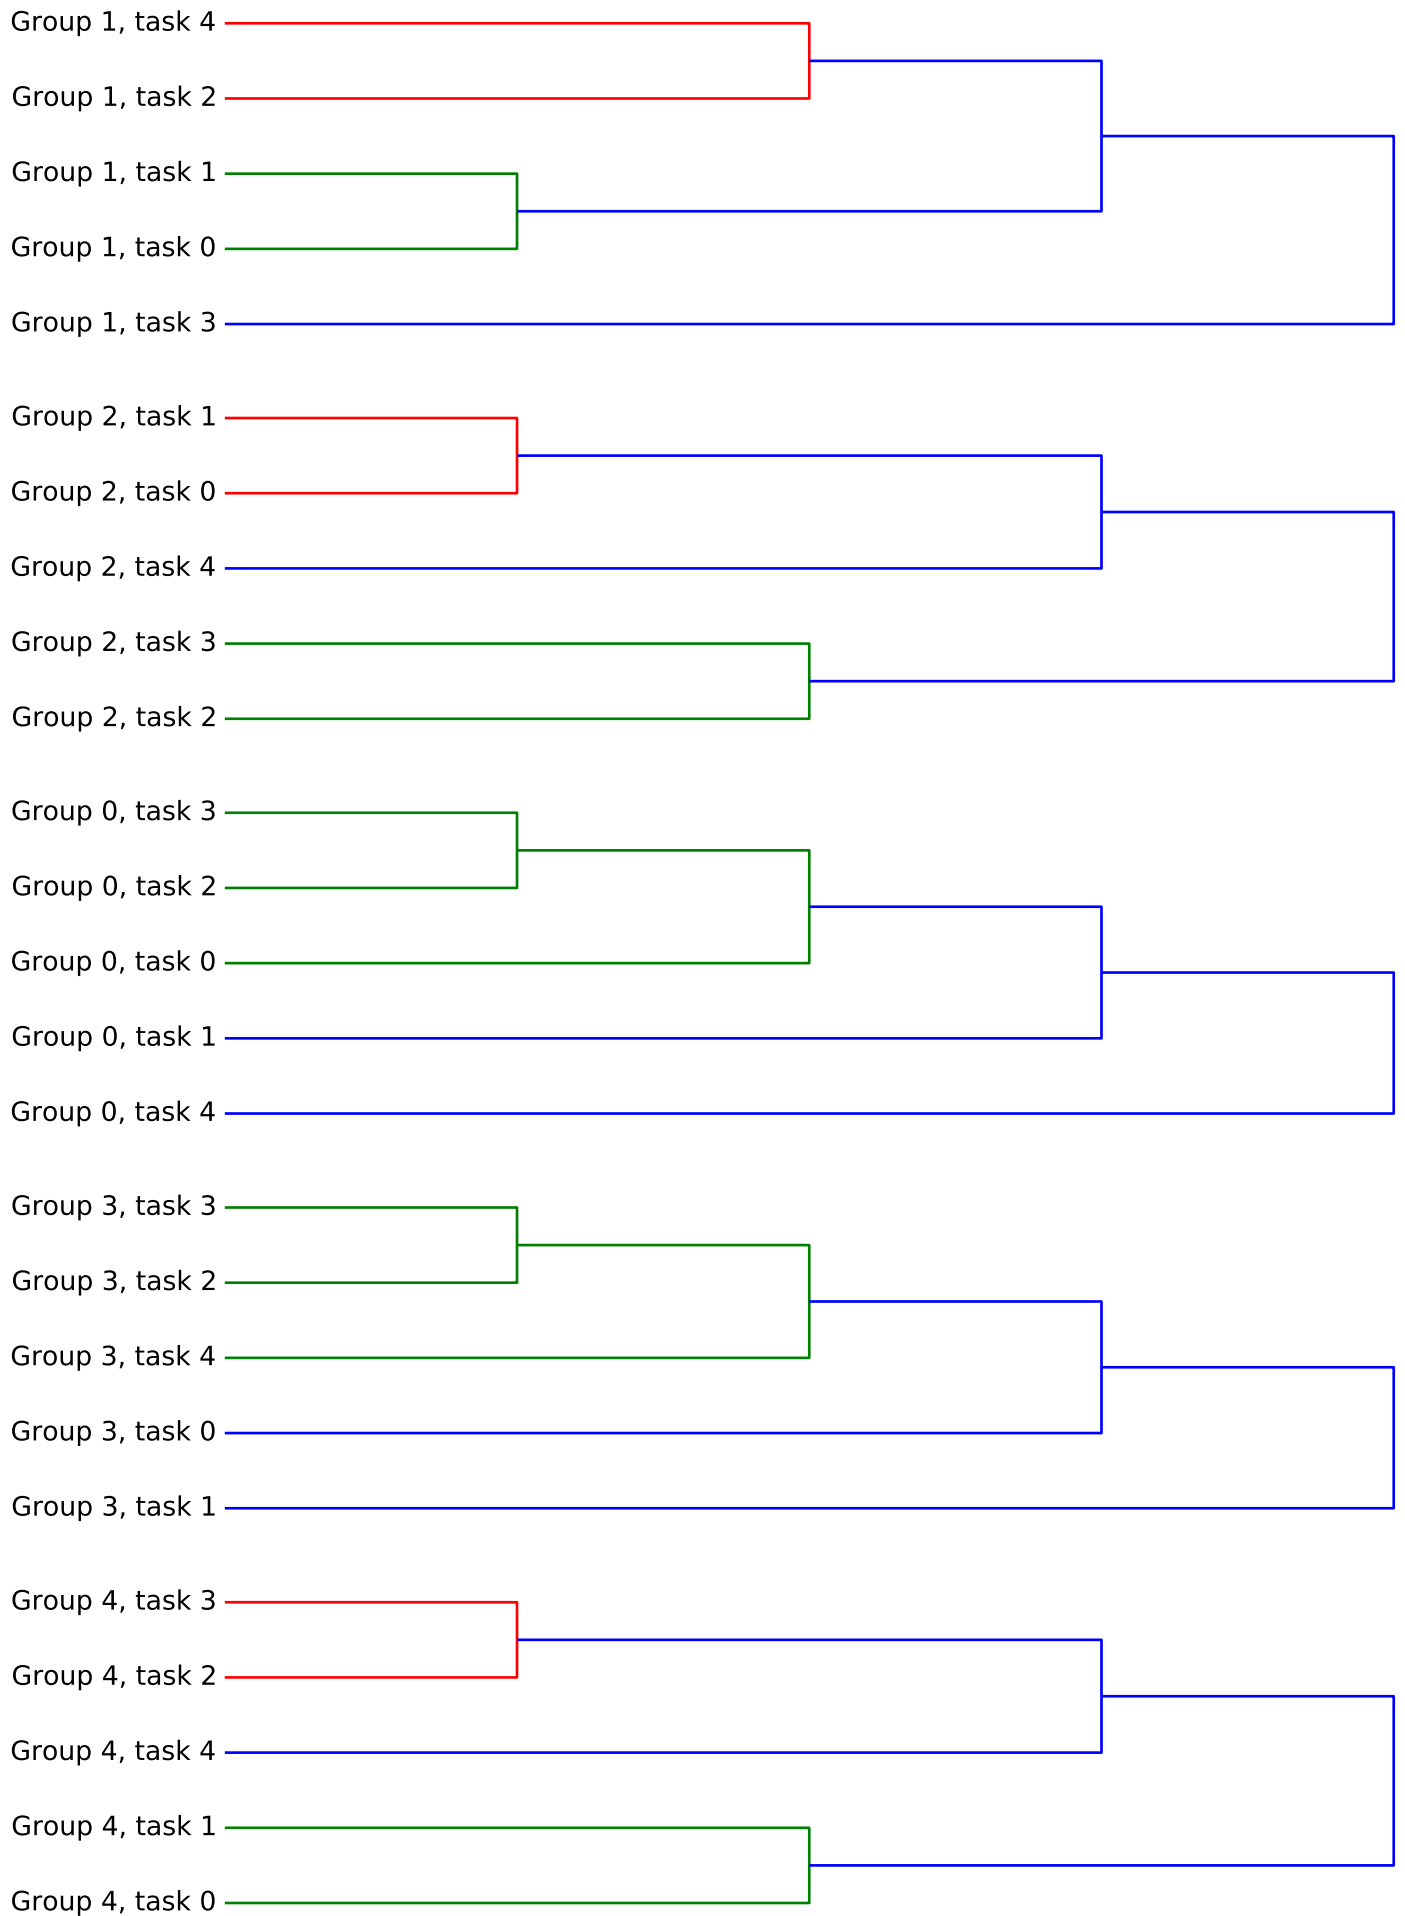 Group 1, task 4
Group 1, task 2
Group 1, task 1
Group 1, task 0
Group 1, task 3
Group 2, task 1
Group 2, task 0
Group 2, task 4
Group 2, task 3
Group 2, task 2
Group 0, task 3
Group 0, task 2
Group 0, task 0
Group 0, task 1
Group 0, task 4
Group 3, task 3
Group 3, task 2
Group 3, task 4
Group 3, task 0
Group 3, task 1
Group 4, task 3
Group 4, task 2
Group 4, task 4
Group 4, task 1
Group 4, task 0